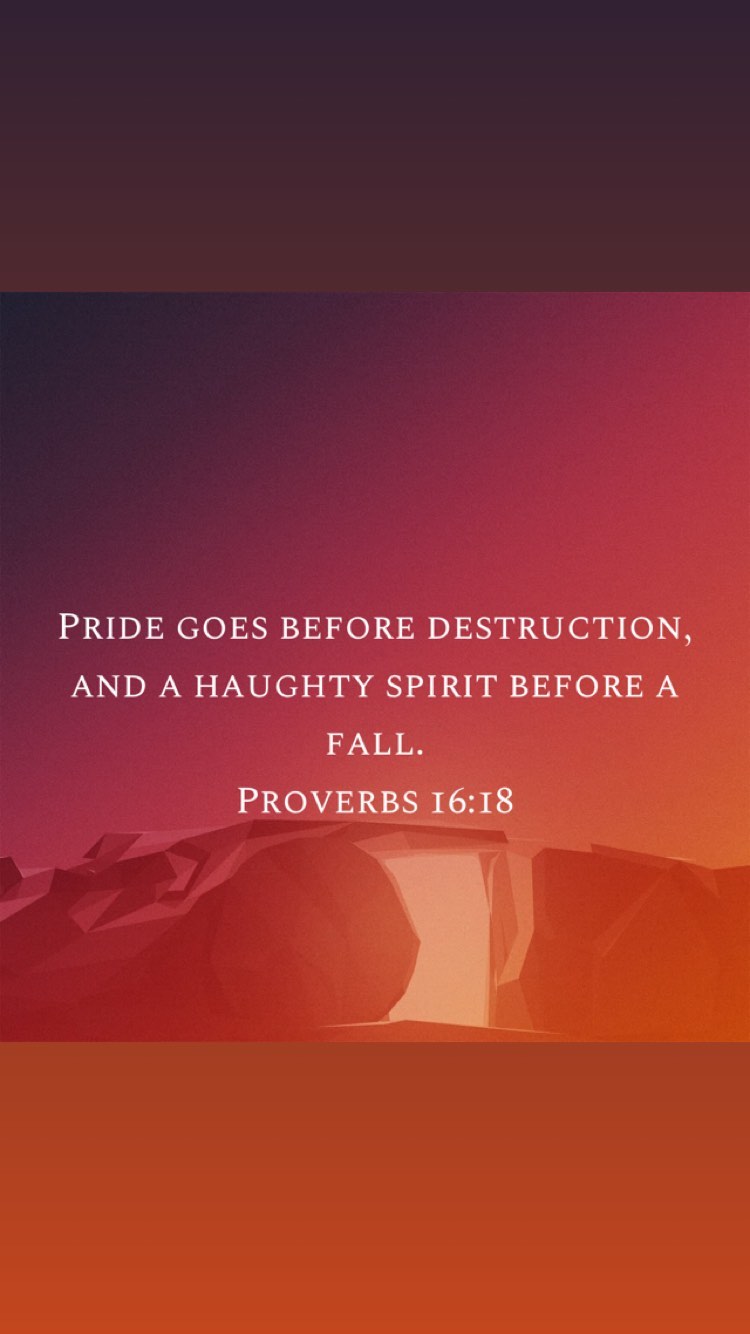 Pride goes before destruction,
and a haughty spirit before a
fall.
Proverbs 16:18